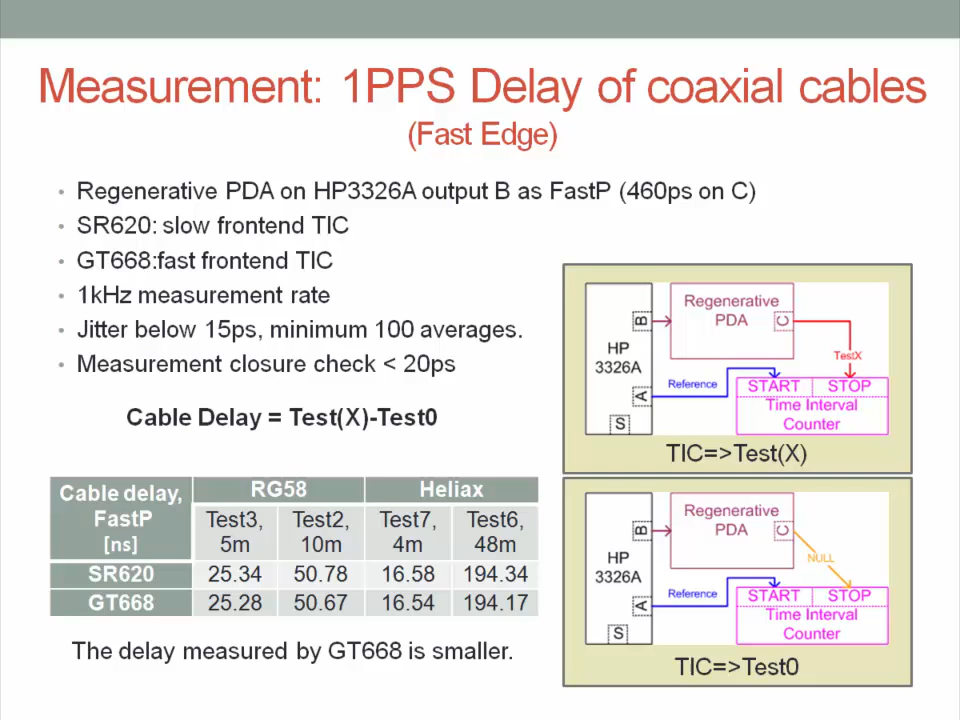 Measurement: 1PPS Delay of coaxial cables
(Fast Edge)
• Regenerative PDA on HP3326A output B as FastP (460ps on C)
• SR620: slow frontend TIC
• GT668:fast frontend TIC
• 1kHz measurement rate
• Jitter below 15ps, minimum 100 averages.
• Measurement closure check < 20ps
Cable Delay = Test(X)-Test0
Cable delay, FastP [ns] RG58 Heliax
Test3, 5m Test2, 10m Test7, 4m Test6, 48m
SR620 25.34 50.78 16.58 194.34
GT668 25.28 50.67 16.54 194.17
The delay measured by GT668 is smaller.
Regenerative
PDA
B
C
HP
3326A
TestX
Reference
A
START STOP
Time Interval
Counter
S
TIC=>Test(X)
Regenerative
PDA
B
C
HP
3326A
NULL
Reference
A
START STOP
Time Interval
Counter
S
TIC=>Test0